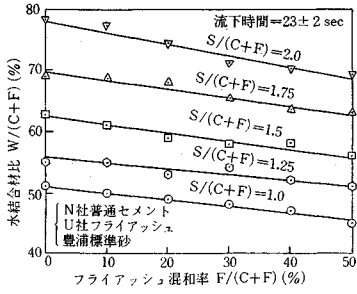 流下時間=23±2 sec
水結合材比 W/(C+F) (%)
80
70
60
50
40
S/(C+F)=2.0
S/(C+F)=1.75
S/(C+F)=1.5
S/(C+F)=1.25
S/(C+F)=1.0
N社普通セメント
U社フライアッシュ
豊浦標準砂
0 10 20 30 40 50
フライアッシュ混和率 F/(C+F) (%)